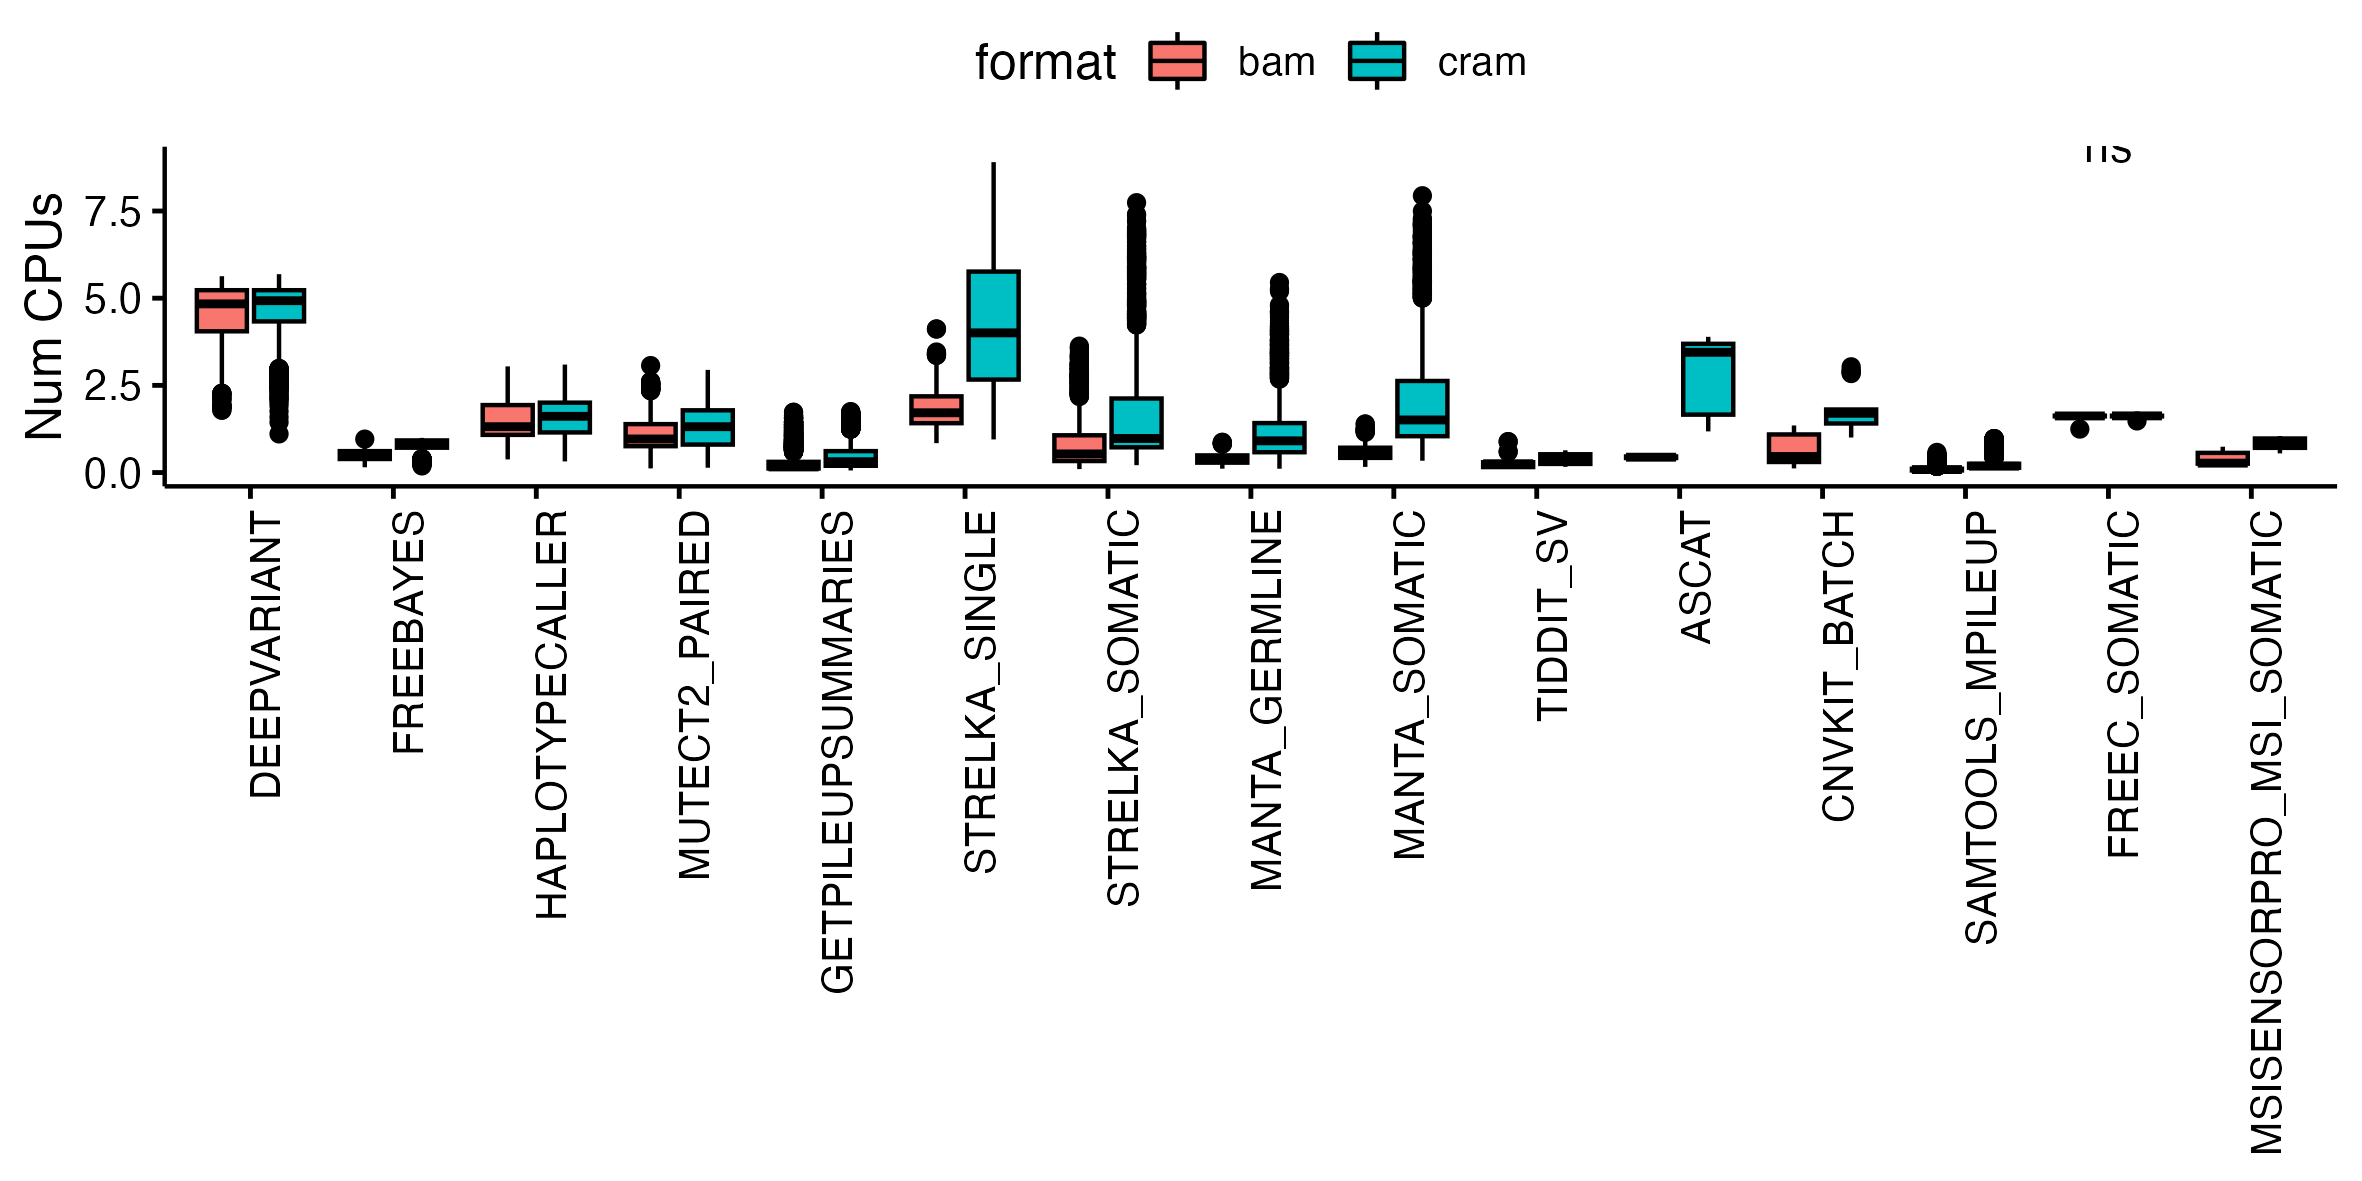 format bam cram
ns
Num CPUs
7.5
5.0
2.5
0.0
DEEPVARIANT
FREEBAYES
HAPLOTYPECALLER
MUTECT2_PAIRED
GETPILEUPSUMMARIES
STRELKA_SINGLE
STRELKA_SOMATIC
MANTA_GERMLINE
MANTA_SOMATIC
TIDDIT_SV
ASCAT
CNVKIT_BATCH
SAMTOOLS_MPILEUP
FREEC_SOMATIC
MSISENSORPRO_MSI_SOMATIC